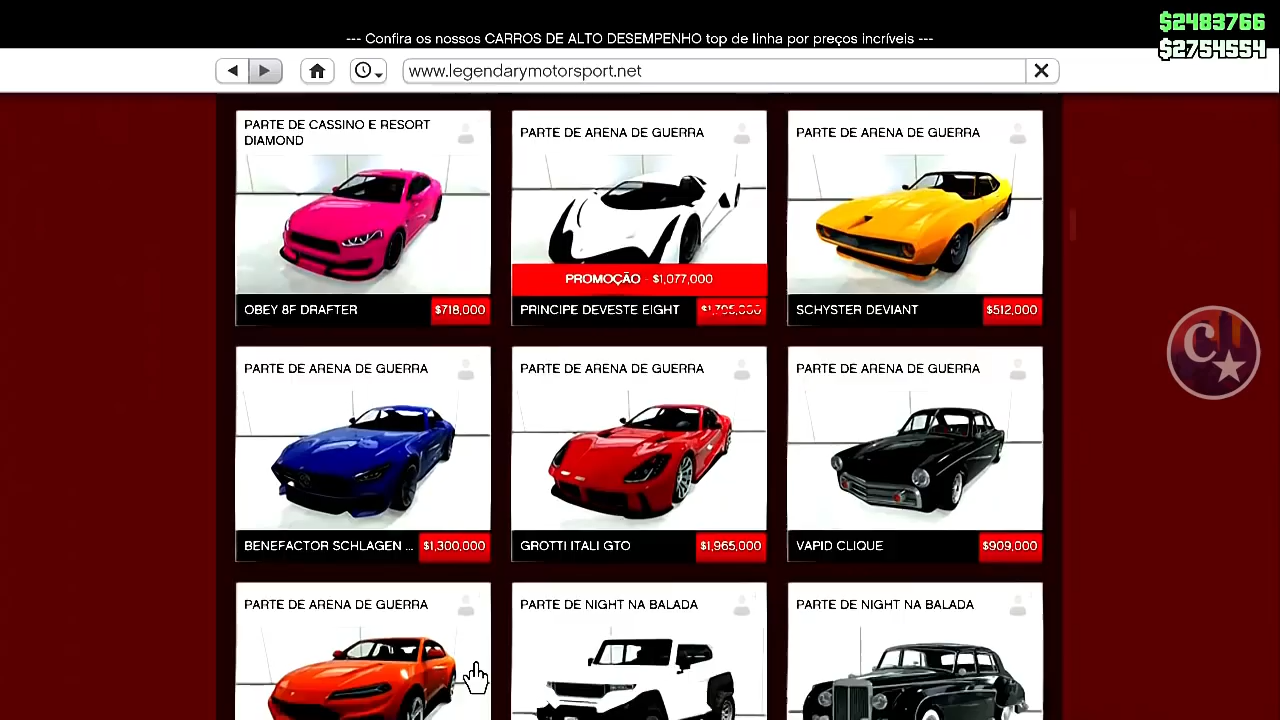 $2483766
--- Confira os nossos CARROS DE ALTO DESEMPENHO top de linha por preços incríveis ---
$2754554
www.legendarymotorsport.net
PARTE DE CASSINO E RESORT
DIAMOND
OBEY 8F DRAFTER
$718,000
PARTE DE ARENA DE GUERRA
PROMOÇÃO - $1,077,000
PRINCIPE DEVESTE EIGHT
$1,795,000
PARTE DE ARENA DE GUERRA
SCHYSTER DEVIANT
$512,000
PARTE DE ARENA DE GUERRA
BENEFACTOR SCHLAGEN ...
$1,300,000
PARTE DE ARENA DE GUERRA
GROTTI ITALI GTO
$1,965,000
PARTE DE ARENA DE GUERRA
VAPID CLIQUE
$909,000
PARTE DE ARENA DE GUERRA
PARTE DE NIGHT NA BALADA
PARTE DE NIGHT NA BALADA
C